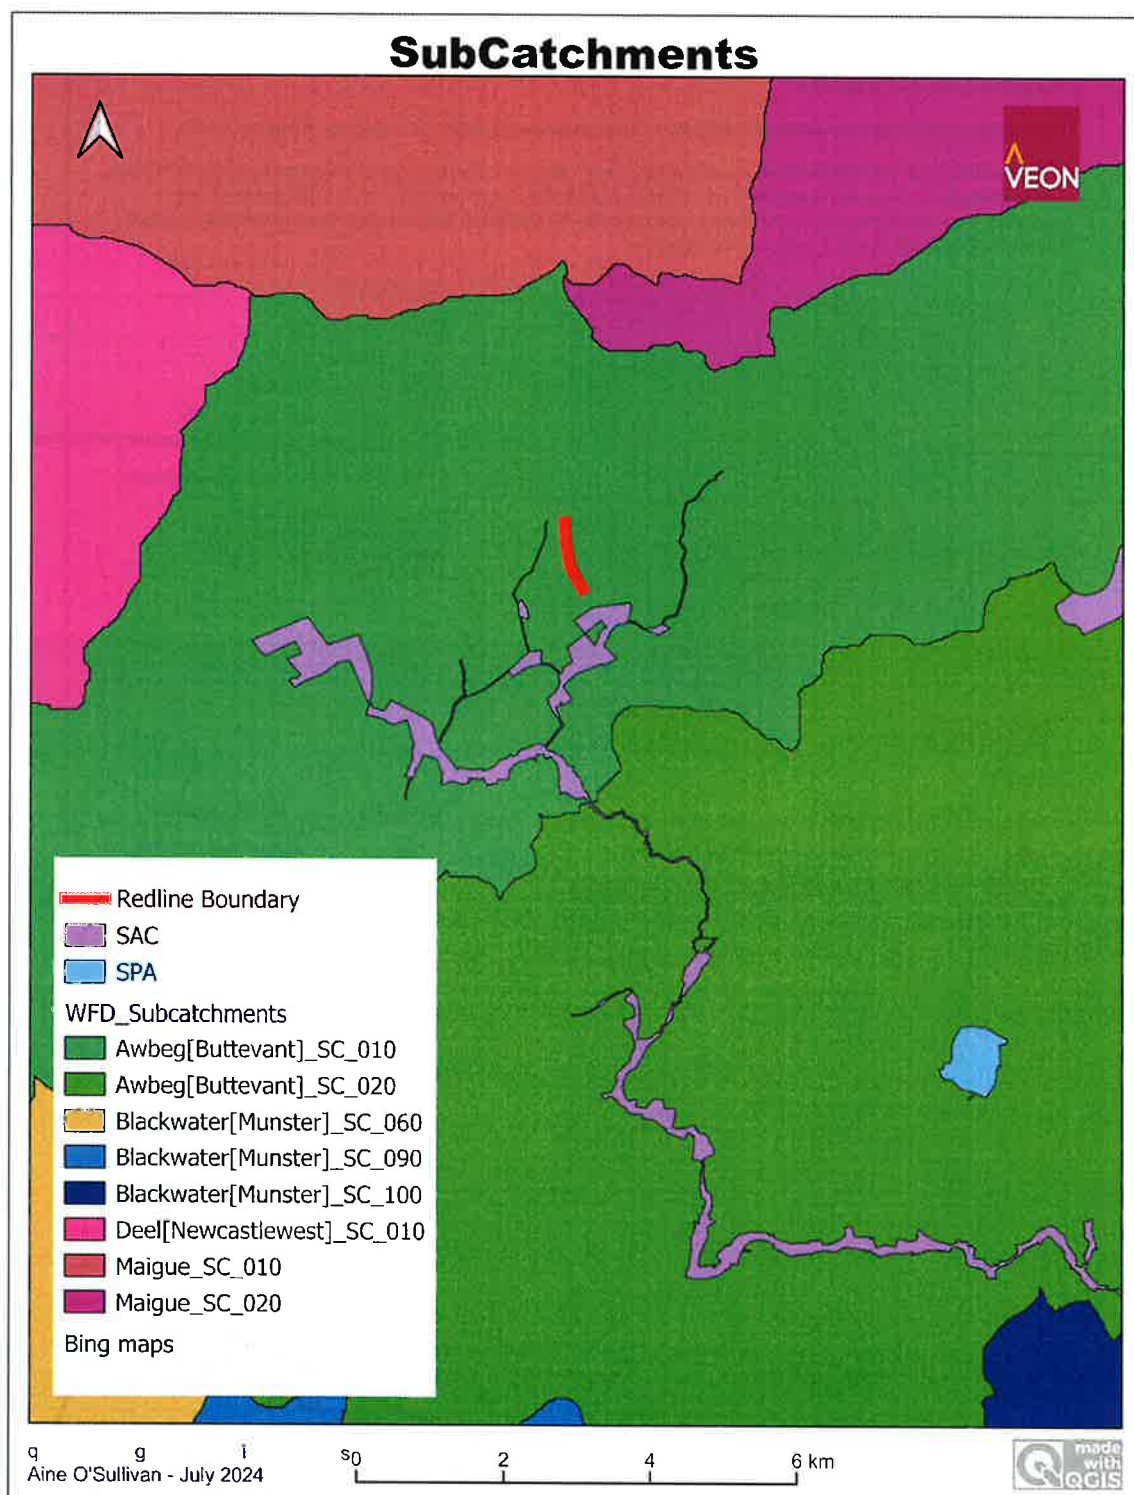 SubCatchments
VEON
Redline Boundary
SAC
SPA
WFD_Subcatchments
Awbeg[Buttevant]_SC_010
Awbeg[Buttevant]_SC_020
Blackwater[Munster]_SC_060
Blackwater[Munster]_SC_090
Blackwater[Munster]_SC_100
Deel[Newcastlewest]_SC_010
Maigue_SC_010
Maigue_SC_020
Bing maps
q g i s
0 2 4 6 km
Aine O'Sullivan - July 2024
made
with
QGIS